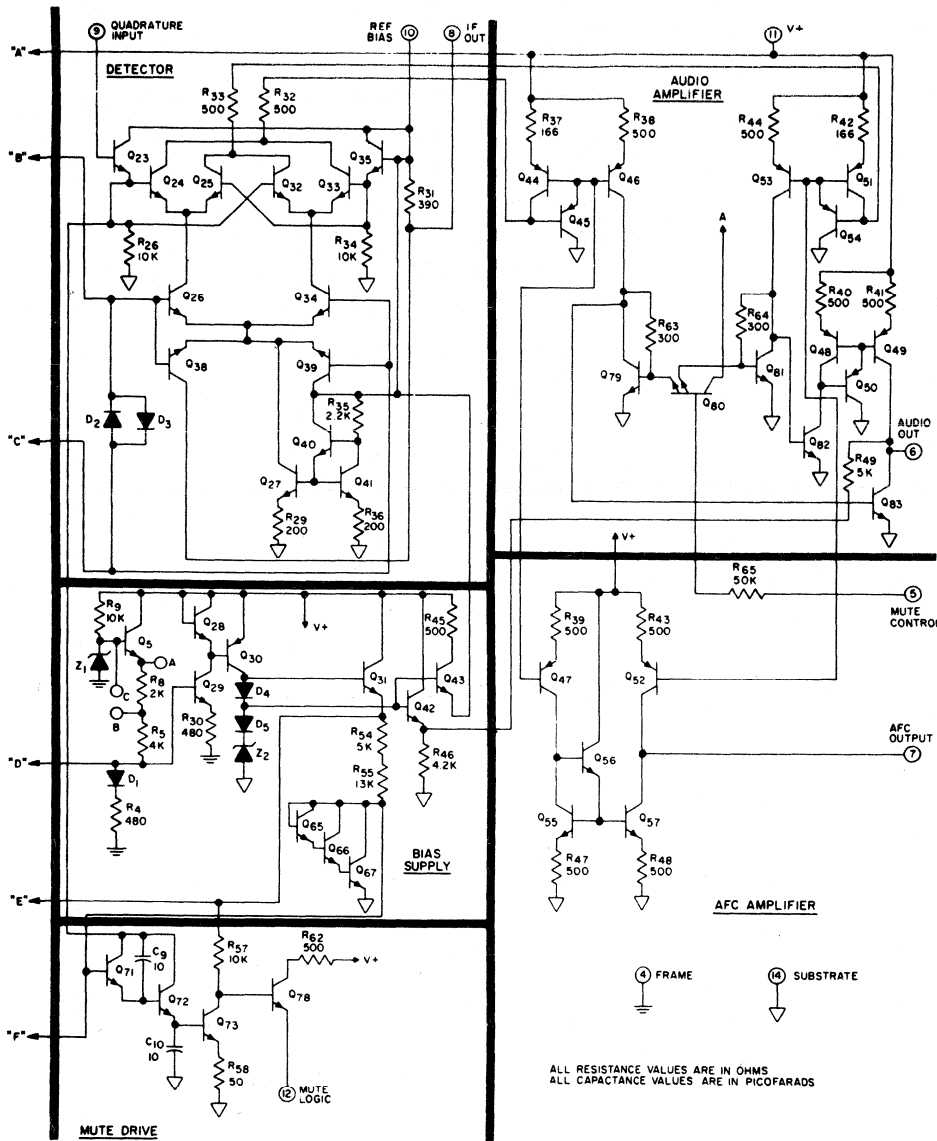 9 QUADRATURE INPUT
REF BIAS 10
8 IF OUT
11 V+
"A"
DETECTOR
AUDIO AMPLIFIER
R33 500
R32 500
R37 166
R38 500
R44 500
R42 166
Q23
Q35
"B"
Q24
Q25
Q32
Q33
R31 390
Q44
Q46
Q53
Q51
Q45
Q54
A
R26 10K
R34 10K
Q26
Q34
R40 500
R41 500
R63 300
R64 300
Q38
Q39
Q48
Q49
Q79
Q80
Q81
Q50
D2
D3
R35 2.2K
"C"
Q40
Q82
AUDIO OUT
6
R49 5K
Q27
Q41
Q83
R29 200
R36 200
V+
R65 50K
5
MUTE CONTROL
R9 10K
Q5
Q28
V+
R45 500
R39 500
R43 500
Z1
A
Q30
Q31
Q43
Q47
Q52
C
R8 2K
Q29
D4
Q42
B
R5 4K
R30 480
D5
R54 5K
R46 4.2K
Z2
AFC OUTPUT
7
"D"
D1
R55 13K
Q56
R4 480
Q65
Q66
Q67
BIAS SUPPLY
Q55
Q57
R47 500
R48 500
"E"
AFC AMPLIFIER
R62 500
V+
R57 10K
Q71
C9 10
Q72
Q78
4 FRAME
14 SUBSTRATE
Q73
"F"
C10 10
R58 50
12 MUTE LOGIC
ALL RESISTANCE VALUES ARE IN OHMS
ALL CAPACTANCE VALUES ARE IN PICOFARADS
MUTE DRIVE